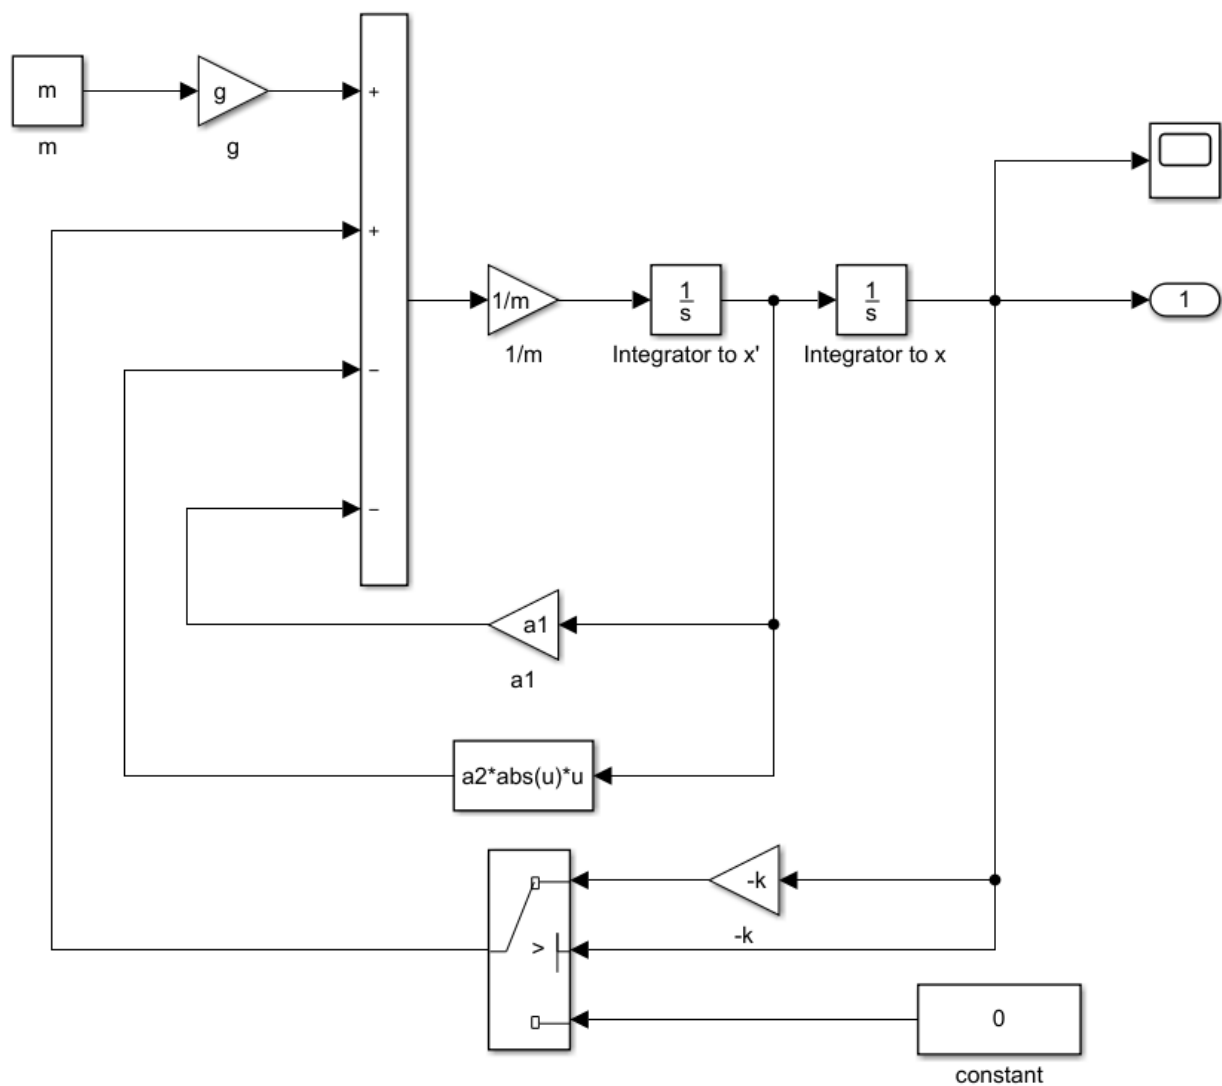 m
m
g
g
+
+
−
−
1/m
1/m
1
s
Integrator to x'
1
s
Integrator to x
1
a1
a1
a2*abs(u)*u
-k
-k
>
0
constant